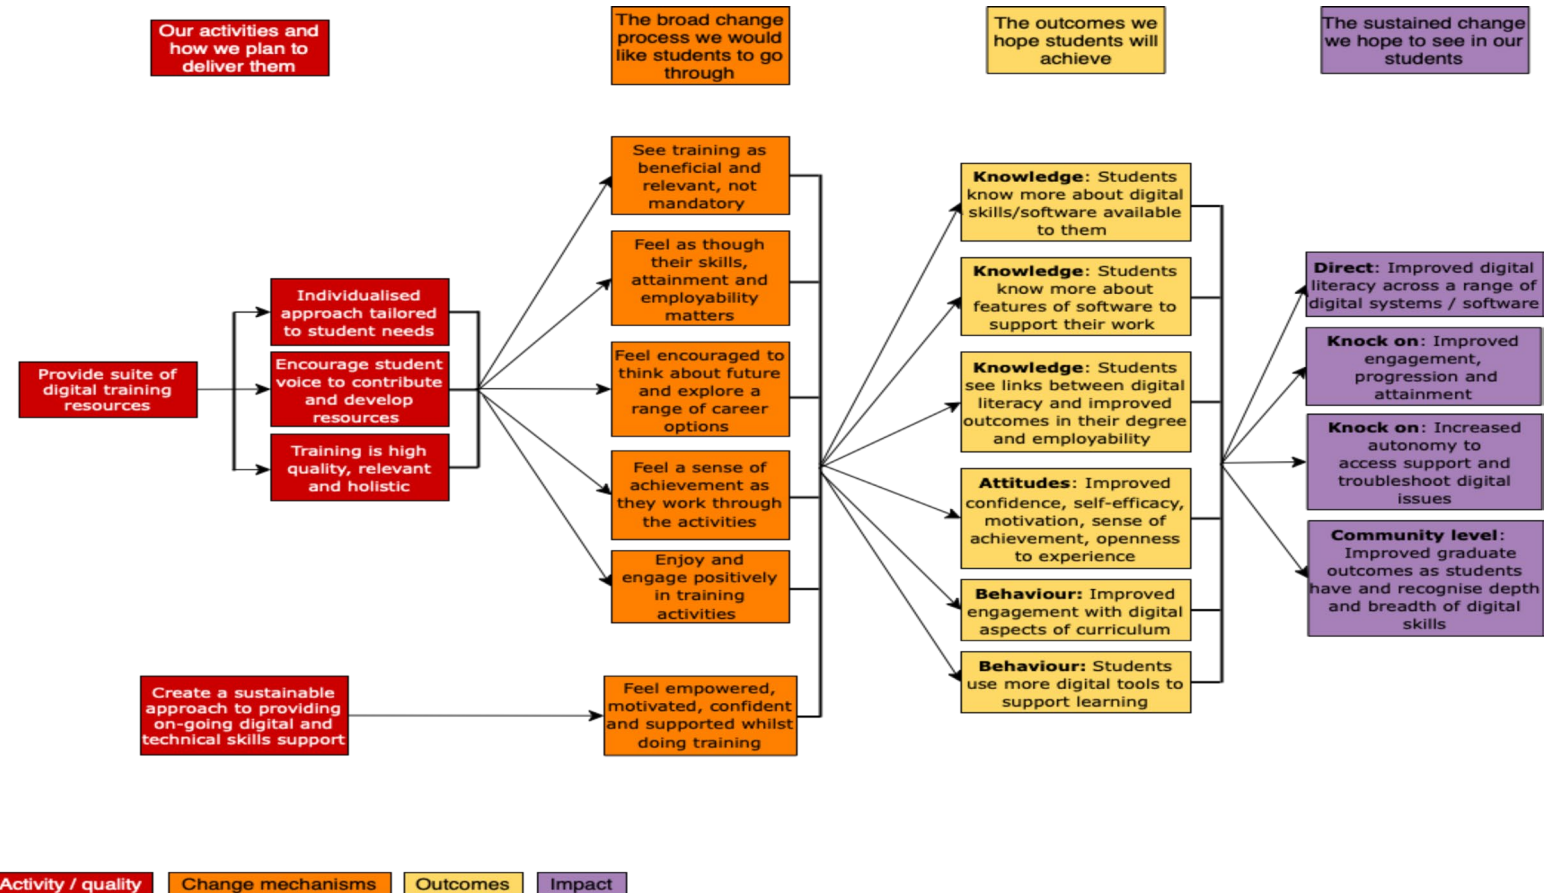 Our activities and
how we plan to
deliver them
The broad change
process we would
like students to go
through
The outcomes we
hope students will
achieve
The sustained change
we hope to see in our
students
Provide suite of
digital training
resources
Individualised
approach tailored
to student needs
Encourage student
voice to contribute
and develop
resources
Training is high
quality, relevant
and holistic
Create a sustainable
approach to providing
on-going digital and
technical skills support
See training as
beneficial and
relevant, not
mandatory
Feel as though
their skills,
attainment and
employability
matters
Feel encouraged to
think about future
and explore a
range of career
options
Feel a sense of
achievement as
they work through
the activities
Enjoy and
engage positively
in training
activities
Feel empowered,
motivated, confident
and supported whilst
doing training
Knowledge: Students
know more about digital
skills/software available
to them
Knowledge: Students
know more about
features of software to
support their work
Knowledge: Students
see links between digital
literacy and improved
outcomes in their degree
and employability
Attitudes: Improved
confidence, self-efficacy,
motivation, sense of
achievement, openness
to experience
Behaviour: Improved
engagement with digital
aspects of curriculum
Behaviour: Students
use more digital tools to
support learning
Direct: Improved digital
literacy across a range of
digital systems / software
Knock on: Improved
engagement,
progression and
attainment
Knock on: Increased
autonomy to
access support and
troubleshoot digital
issues
Community level:
Improved graduate
outcomes as students
have and recognise depth
and breadth of digital
skills
Activity / quality
Change mechanisms
Outcomes
Impact